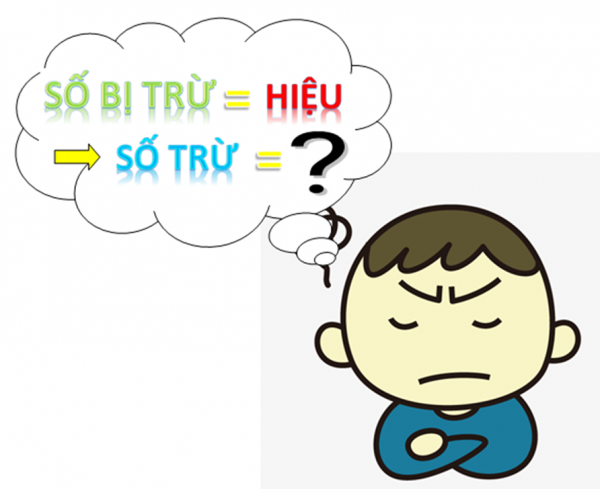 SỐ BỊ TRỪ = HIỆU
SỐ TRỪ = ?